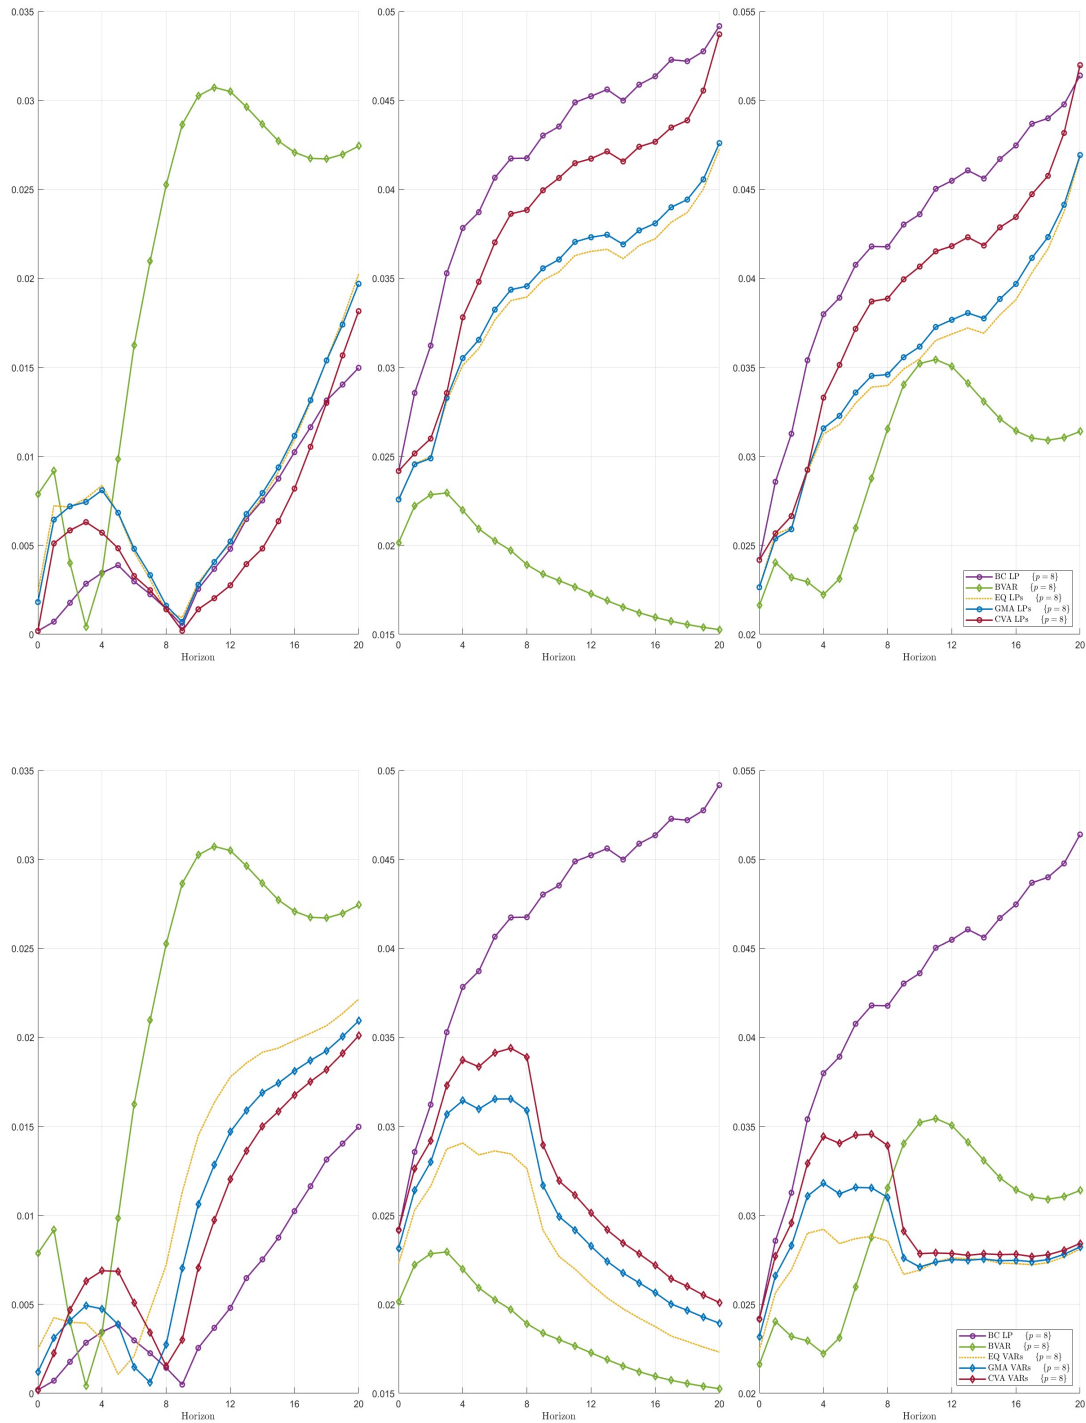 0.035
0.03
0.025
0.02
0.015
0.01
0.005
0
0 4 8 12 16 20
Horizon
0.05
0.045
0.04
0.035
0.03
0.025
0.02
0.015
0 4 8 12 16 20
Horizon
0.055
0.05
0.045
0.04
0.035
0.03
0.025
0.02
0 4 8 12 16 20
Horizon
BC LP {p = 8}
BVAR {p = 8}
EQ LPs {p = 8}
GMA LPs {p = 8}
CVA LPs {p = 8}
0.035
0.03
0.025
0.02
0.015
0.01
0.005
0
0 4 8 12 16 20
Horizon
0.05
0.045
0.04
0.035
0.03
0.025
0.02
0.015
0 4 8 12 16 20
Horizon
0.055
0.05
0.045
0.04
0.035
0.03
0.025
0.02
0 4 8 12 16 20
Horizon
BC LP {p = 8}
BVAR {p = 8}
EQ VARs {p = 8}
GMA VARs {p = 8}
CVA VARs {p = 8}